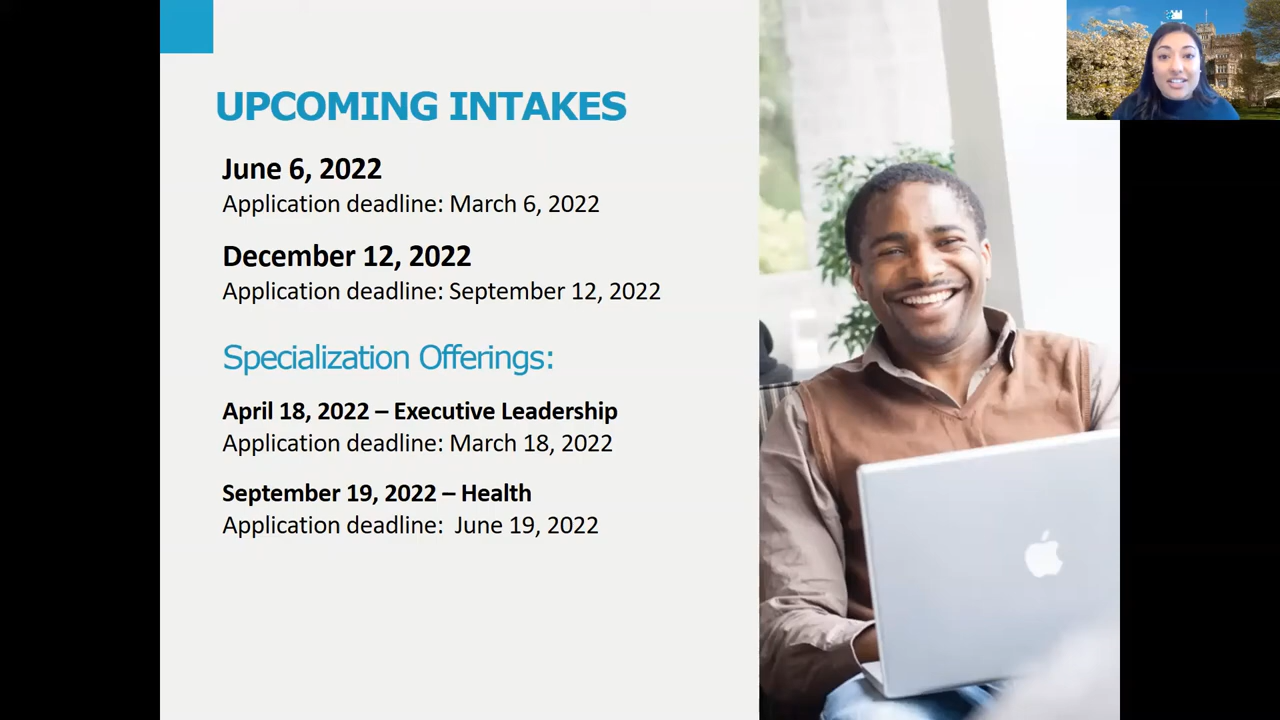 UPCOMING INTAKES
June 6, 2022
Application deadline: March 6, 2022
December 12, 2022
Application deadline: September 12, 2022
Specialization Offerings:
April 18, 2022 – Executive Leadership
Application deadline: March 18, 2022
September 19, 2022 – Health
Application deadline:  June 19, 2022